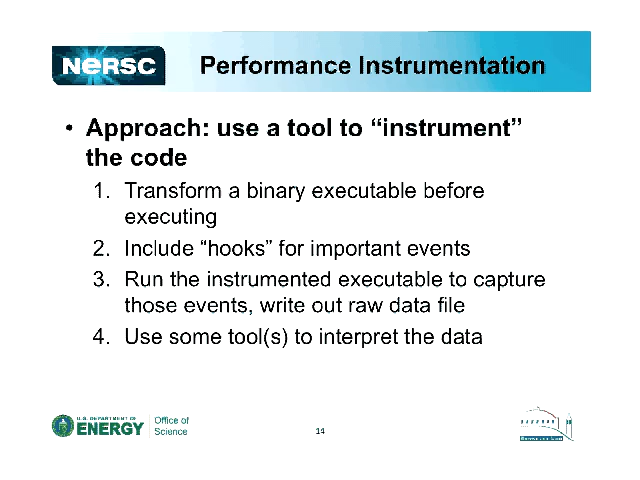 NERSC
Performance Instrumentation
• Approach: use a tool to “instrument”
the code
1. Transform a binary executable before
executing
2. Include “hooks” for important events
3. Run the instrumented executable to capture
those events, write out raw data file
4. Use some tool(s) to interpret the data
U.S. DEPARTMENT OF
ENERGY
Office of
Science
14